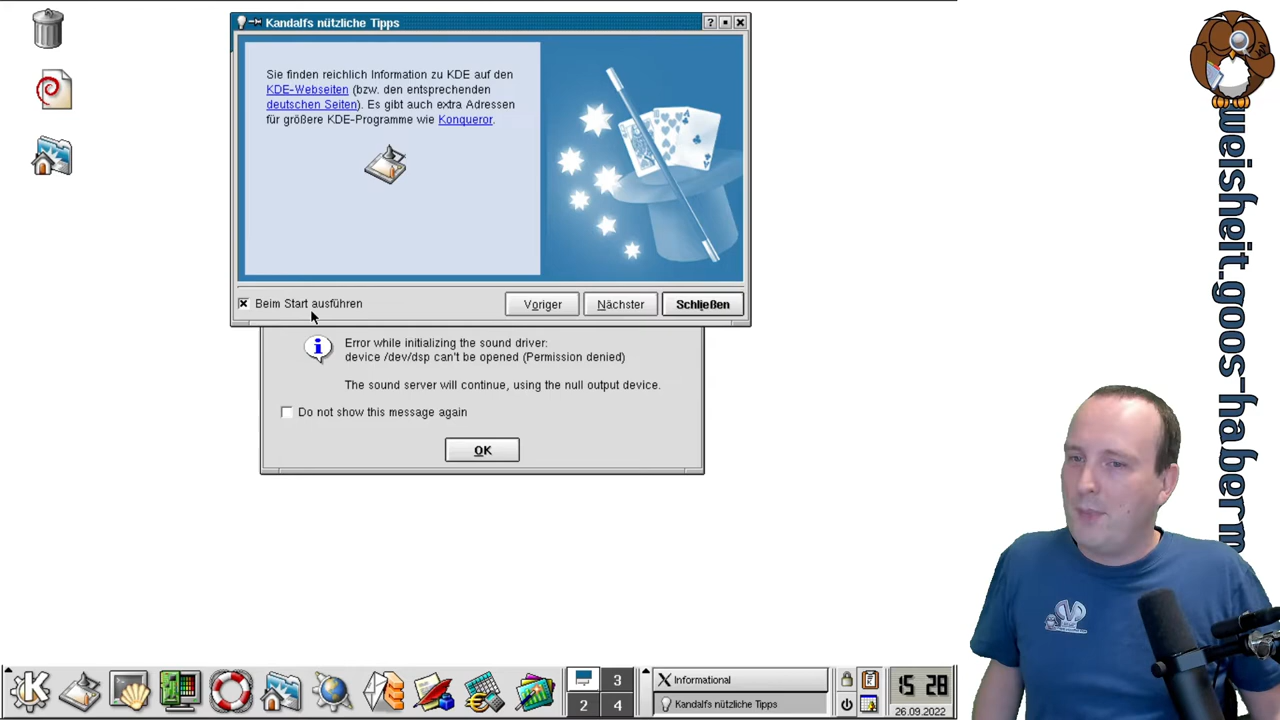 Kandalfs nützliche Tipps
Sie finden reichlich Information zu KDE auf den
KDE-Webseiten (bzw. den entsprechenden
deutschen Seiten). Es gibt auch extra Adressen
für größere KDE-Programme wie Konqueror.
Beim Start ausführen
Voriger
Nächster
Schließen
Error while initializing the sound driver:
device /dev/dsp can't be opened (Permission denied)
The sound server will continue, using the null output device.
Do not show this message again
OK
3
2
4
Informational
Kandalfs nützliche Tipps
15 28
26.09.2022
weisheit.goos-haberm